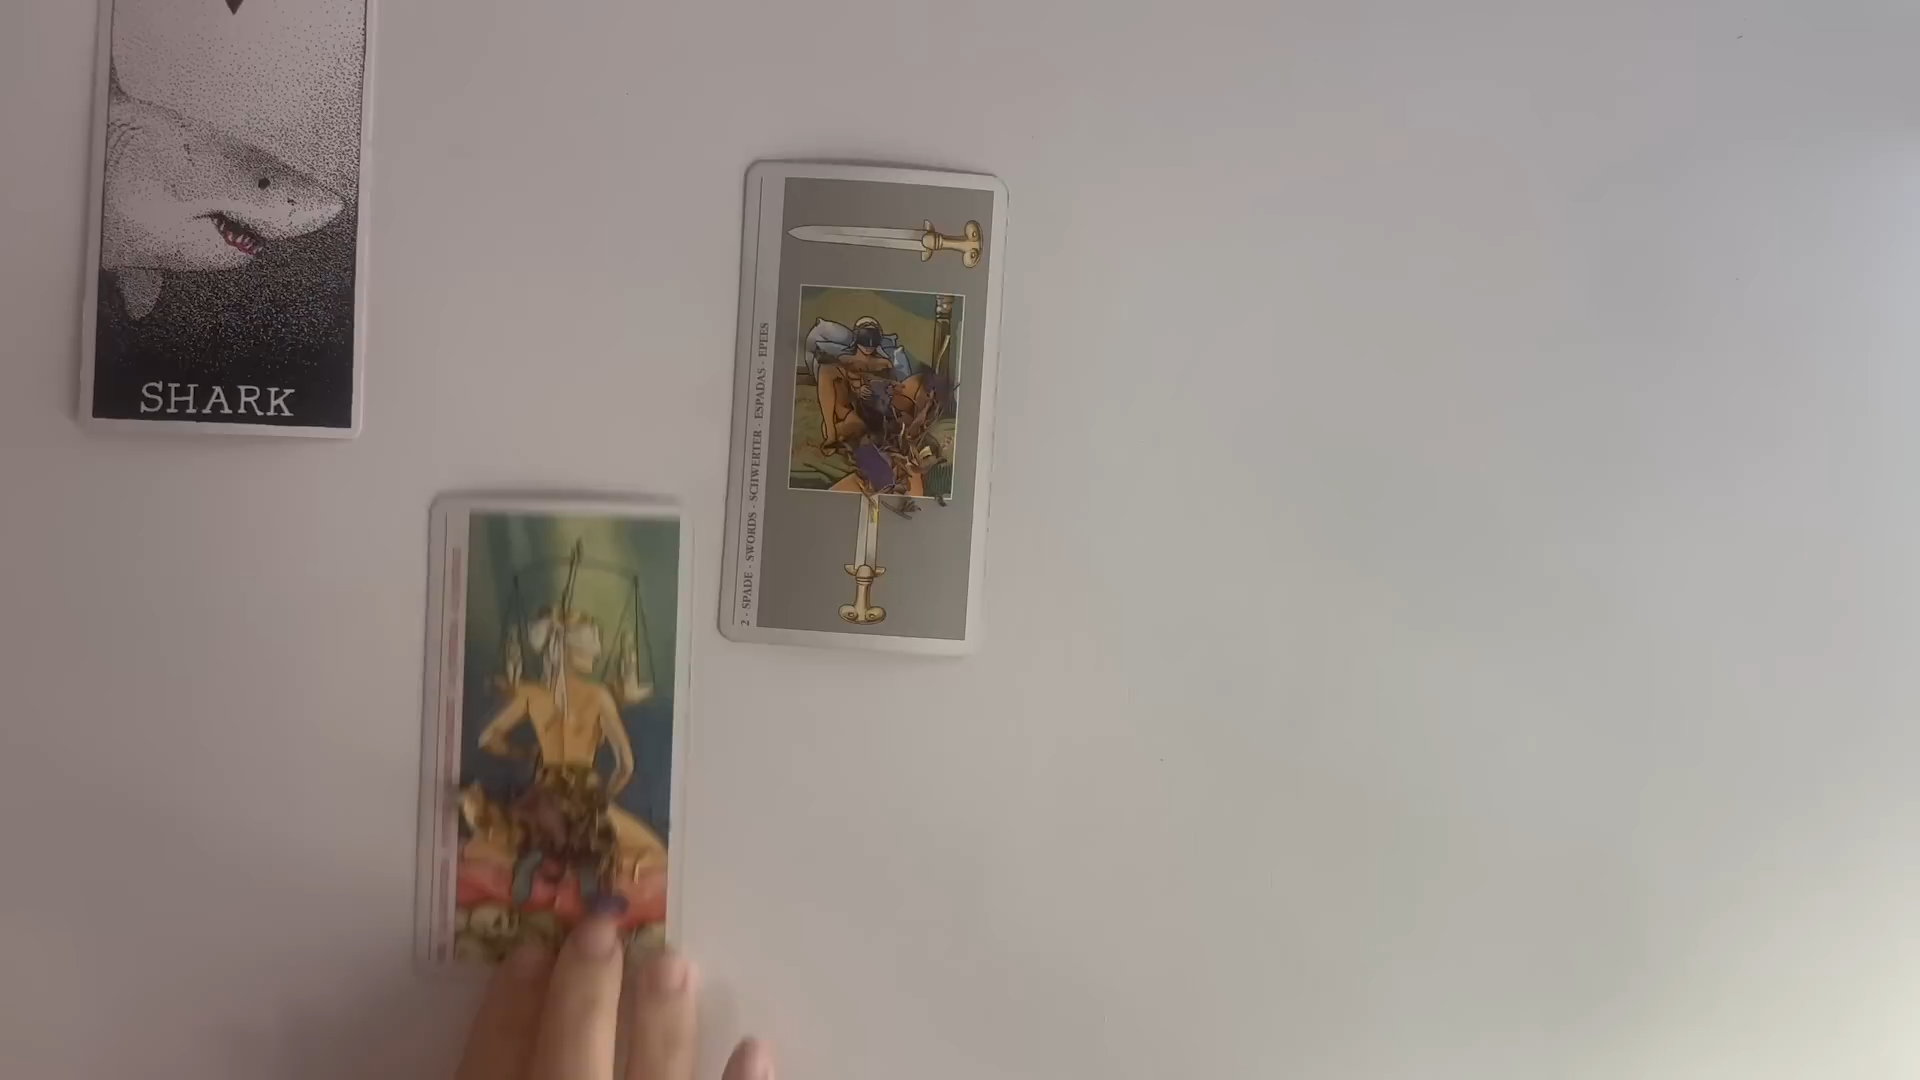 SHARK
2 - SPADE - SWORDS - SCHWERTER - ESPADAS - EPEES